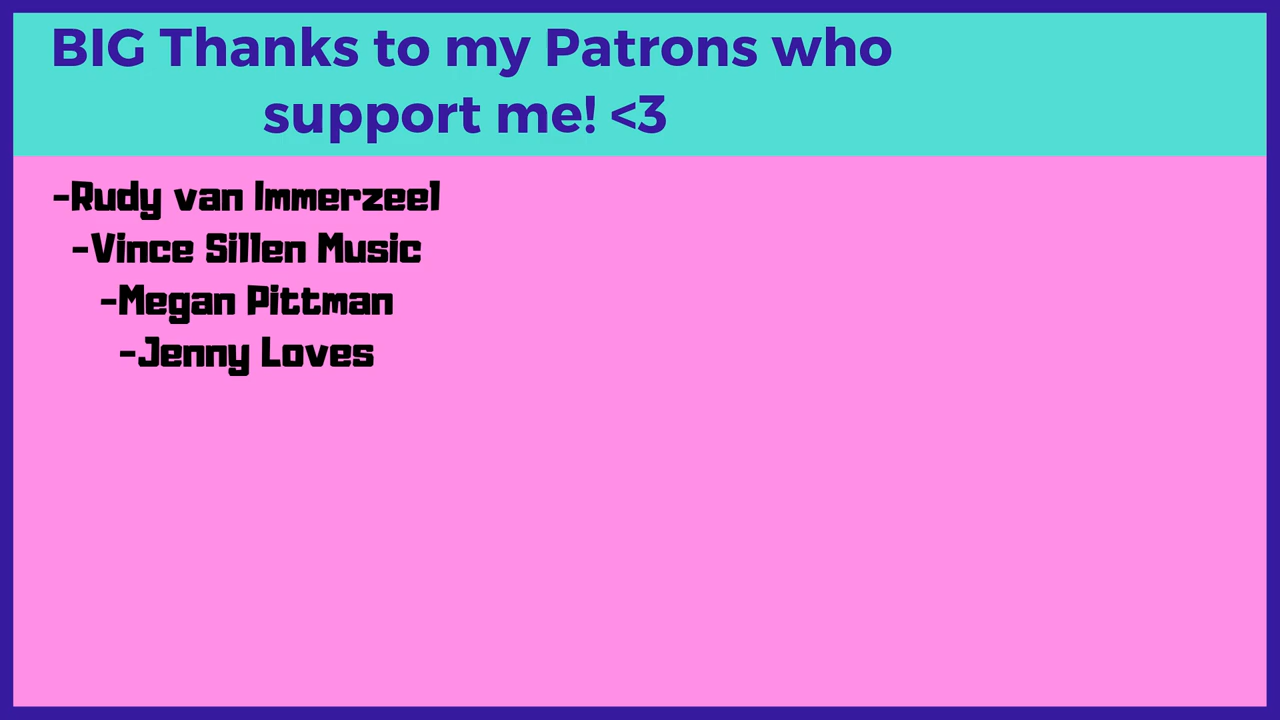 BIG Thanks to my Patrons who
support me! <3
-Rudy van Immerzeel
-Vince Sillen Music
-Megan Pittman
-Jenny Loves